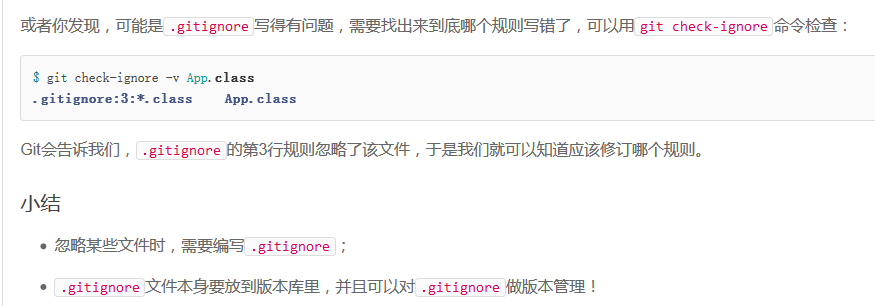 或者你发现，可能是.gitignore写得有问题，需要找出来到底哪个规则写错了，可以用git check-ignore命令检查：
$ git check-ignore -v App.class
.gitignore:3:*.class    App.class
Git会告诉我们，.gitignore的第3行规则忽略了该文件，于是我们就可以知道应该修订哪个规则。
小结
• 忽略某些文件时，需要编写.gitignore；
• .gitignore文件本身要放到版本库里，并且可以对.gitignore做版本管理！